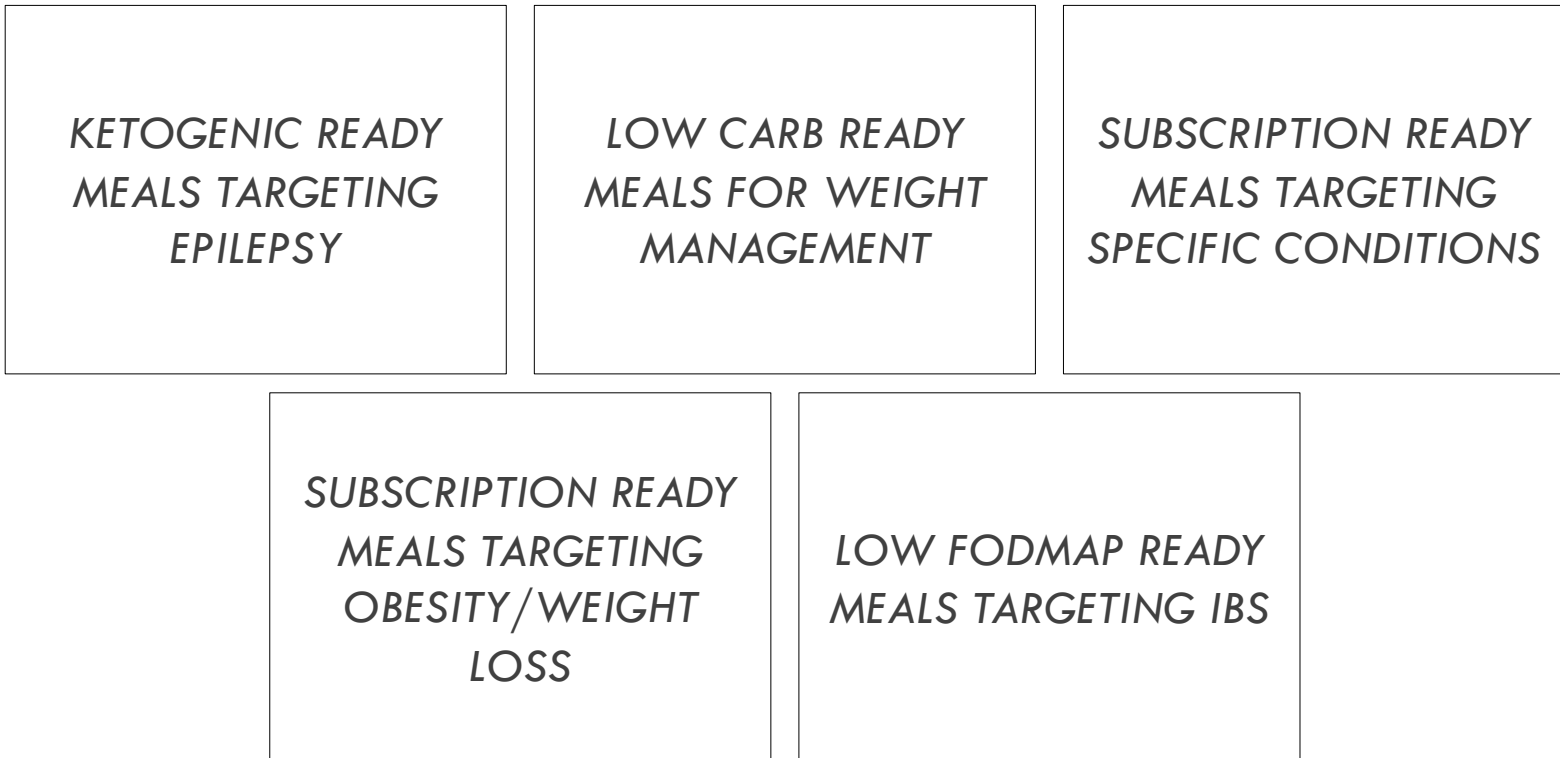 KETOGENIC READY
MEALS TARGETING
EPILEPSY
LOW CARB READY
MEALS FOR WEIGHT
MANAGEMENT
SUBSCRIPTION READY
MEALS TARGETING
SPECIFIC CONDITIONS
SUBSCRIPTION READY
MEALS TARGETING
OBESITY/WEIGHT
LOSS
LOW FODMAP READY
MEALS TARGETING IBS